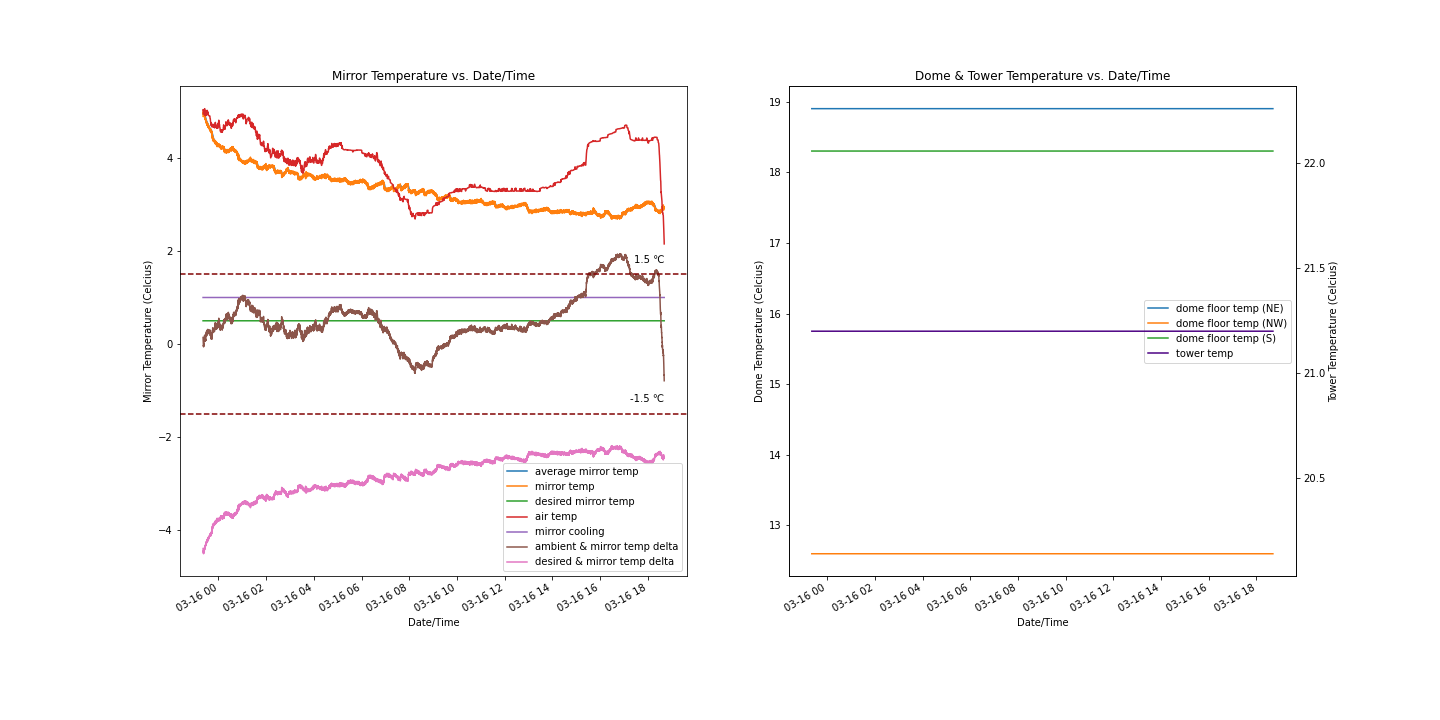 Mirror Temperature vs. Date/Time
Mirror Temperature (Celcius)
4
2
0
−2
−4
1.5 °C
-1.5 °C
average mirror temp
mirror temp
desired mirror temp
air temp
mirror cooling
ambient & mirror temp delta
desired & mirror temp delta
03-16 00
03-16 02
03-16 04
03-16 06
03-16 08
03-16 10
03-16 12
03-16 14
03-16 16
03-16 18
Date/Time
Dome & Tower Temperature vs. Date/Time
Dome Temperature (Celcius)
19
18
17
16
15
14
13
dome floor temp (NE)
dome floor temp (NW)
dome floor temp (S)
tower temp
22.0
21.5
21.0
20.5
Tower Temperature (Celcius)
03-16 00
03-16 02
03-16 04
03-16 06
03-16 08
03-16 10
03-16 12
03-16 14
03-16 16
03-16 18
Date/Time